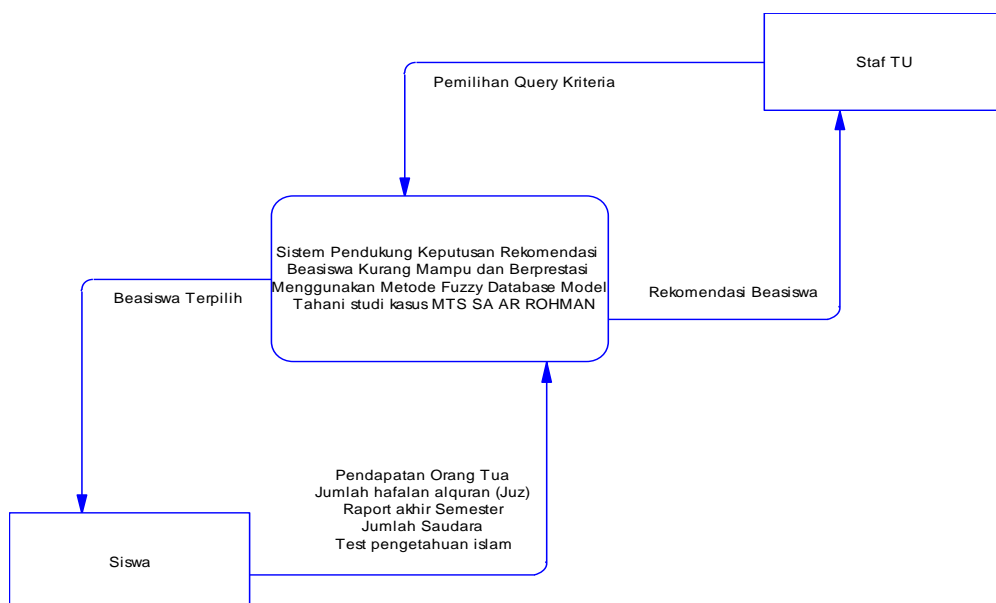 Staf TU
Pemilihan Query Kriteria
Sistem Pendukung Keputusan Rekomendasi
Beasiswa Kurang Mampu dan Berprestasi
Menggunakan Metode Fuzzy Database Model
Tahani studi kasus MTS SA AR ROHMAN
Beasiswa Terpilih
Rekomendasi Beasiswa
Pendapatan Orang Tua
Jumlah hafalan alquran (Juz)
Raport akhir Semester
Jumlah Saudara
Test pengetahuan islam
Siswa